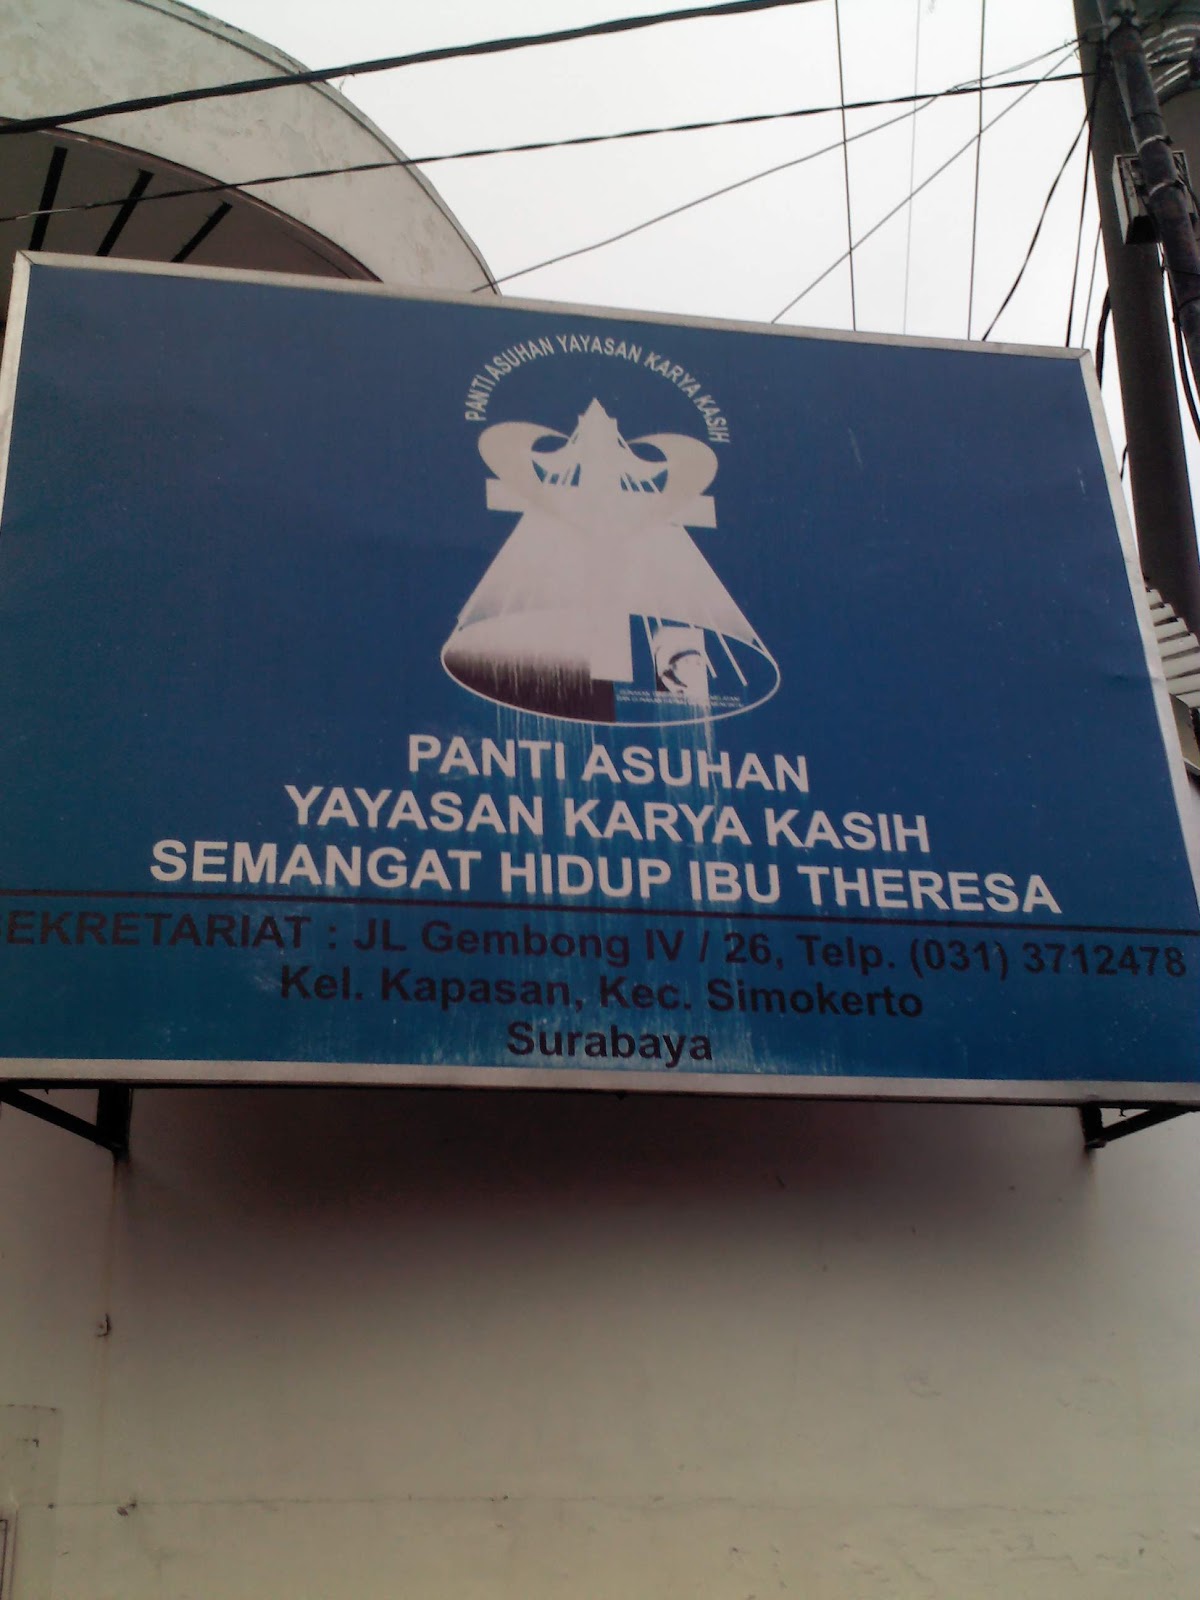 PANTI ASUHAN YAYASAN KARYA KASIH
PANTI ASUHAN
YAYASAN KARYA KASIH
SEMANGAT HIDUP IBU THERESA
SEKRETARIAT : JL Gembong IV / 26, Telp. (031) 3712478
Kel. Kapasan, Kec. Simokerto
Surabaya